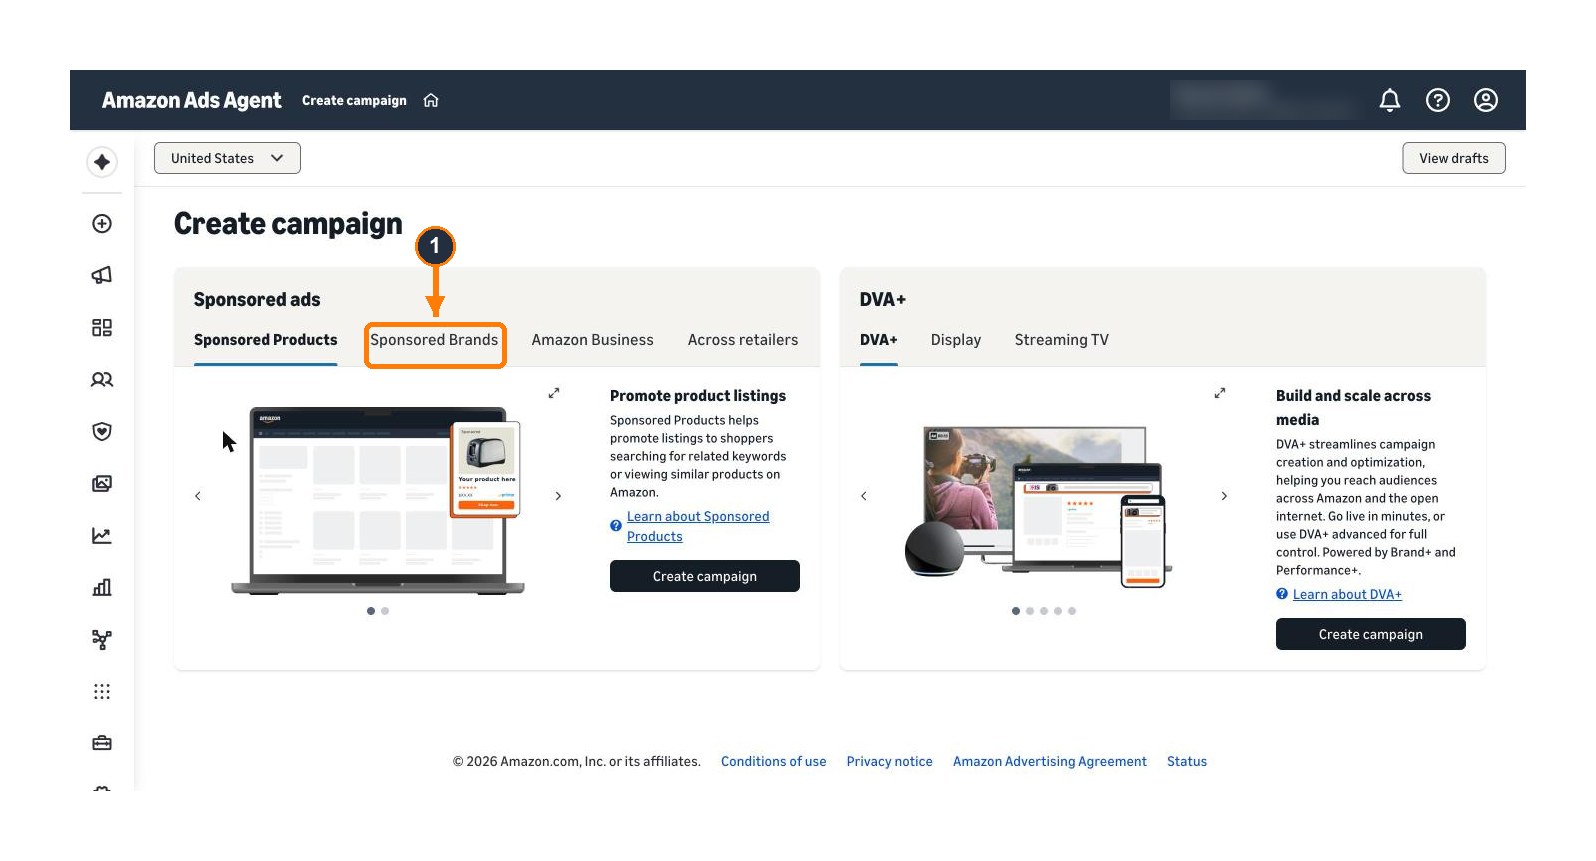 Amazon Ads Agent
Create campaign
United States
View drafts
Create campaign
1
Sponsored ads
Sponsored Products
Sponsored Brands
Amazon Business
Across retailers
amazon
Sponsored
Your product here
Promote product listings
Sponsored Products helps
promote listings to shoppers
searching for related keywords
or viewing similar products on
Amazon.
Learn about Sponsored
Products
Create campaign
DVA+
DVA+
Display
Streaming TV
Build and scale across
media
DVA+ streamlines campaign
creation and optimization,
helping you reach audiences
across Amazon and the open
internet. Go live in minutes, or
use DVA+ advanced for full
control. Powered by Brand+ and
Performance+.
Learn about DVA+
Create campaign
© 2026 Amazon.com, Inc. or its affiliates.
Conditions of use
Privacy notice
Amazon Advertising Agreement
Status